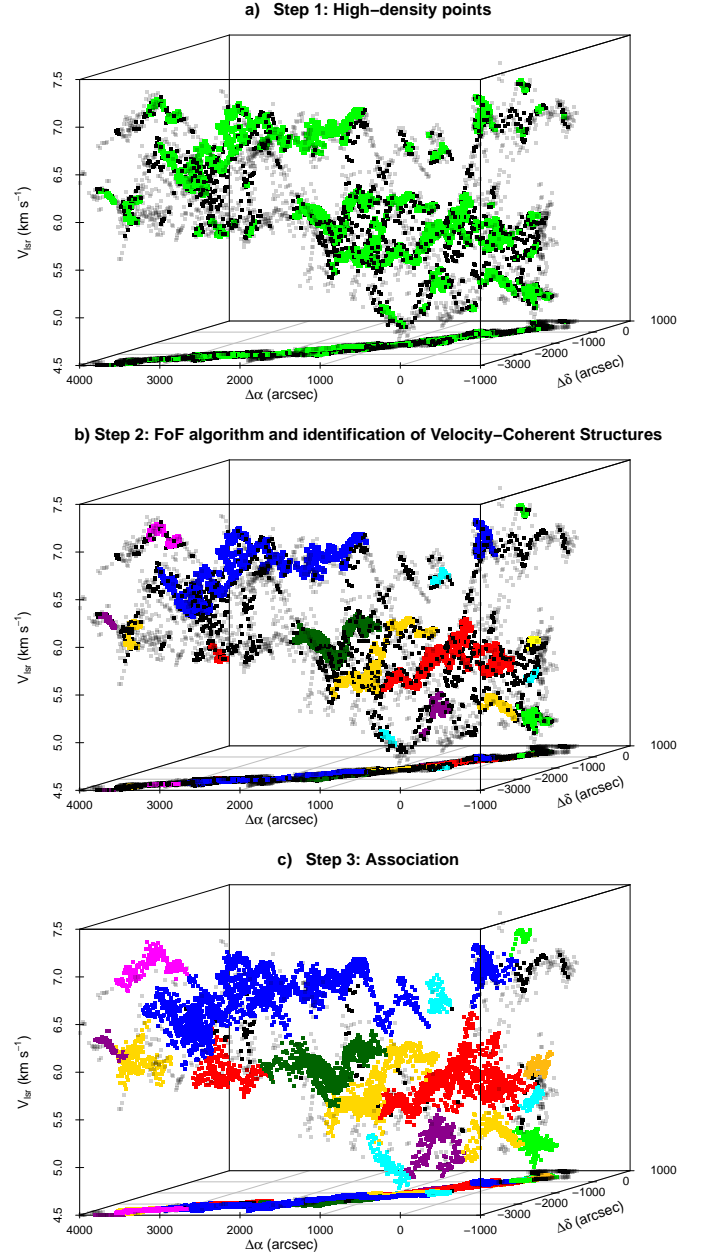 a) Step 1: High−density points
7.5
7.0
6.5
6.0
5.5
5.0
4.5
Vlsr (km s−1)
4000 3000 2000 1000 0 −1000
Δα (arcsec)
−3000 −2000 −1000 0 1000
Δδ (arcsec)
b) Step 2: FoF algorithm and identification of Velocity−Coherent Structures
7.5
7.0
6.5
6.0
5.5
5.0
4.5
Vlsr (km s−1)
4000 3000 2000 1000 0 −1000
Δα (arcsec)
−3000 −2000 −1000 0 1000
Δδ (arcsec)
c) Step 3: Association
7.5
7.0
6.5
6.0
5.5
5.0
4.5
Vlsr (km s−1)
4000 3000 2000 1000 0 −1000
Δα (arcsec)
−3000 −2000 −1000 0 1000
Δδ (arcsec)